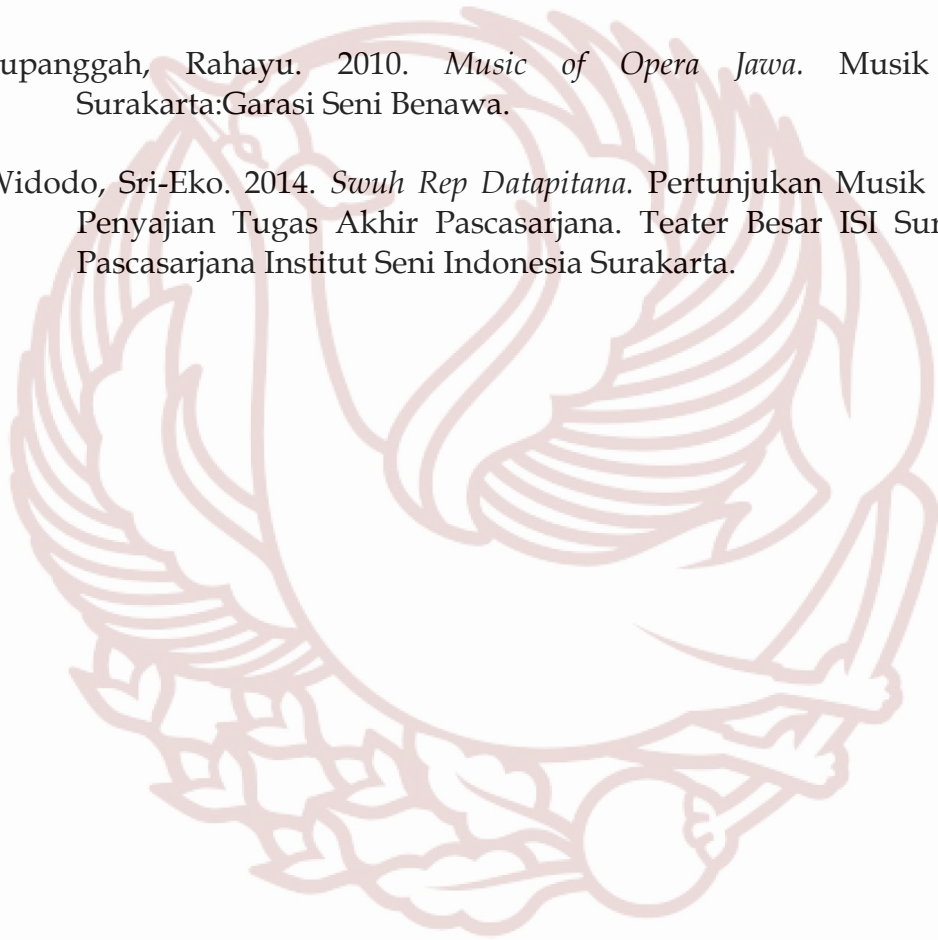 upanggah, Rahayu. 2010. Music of Opera Jawa. Musik
Surakarta:Garasi Seni Benawa.
Widodo, Sri-Eko. 2014. Swuh Rep Datapitana. Pertunjukan Musik
Penyajian Tugas Akhir Pascasarjana. Teater Besar ISI Sur
Pascasarjana Institut Seni Indonesia Surakarta.